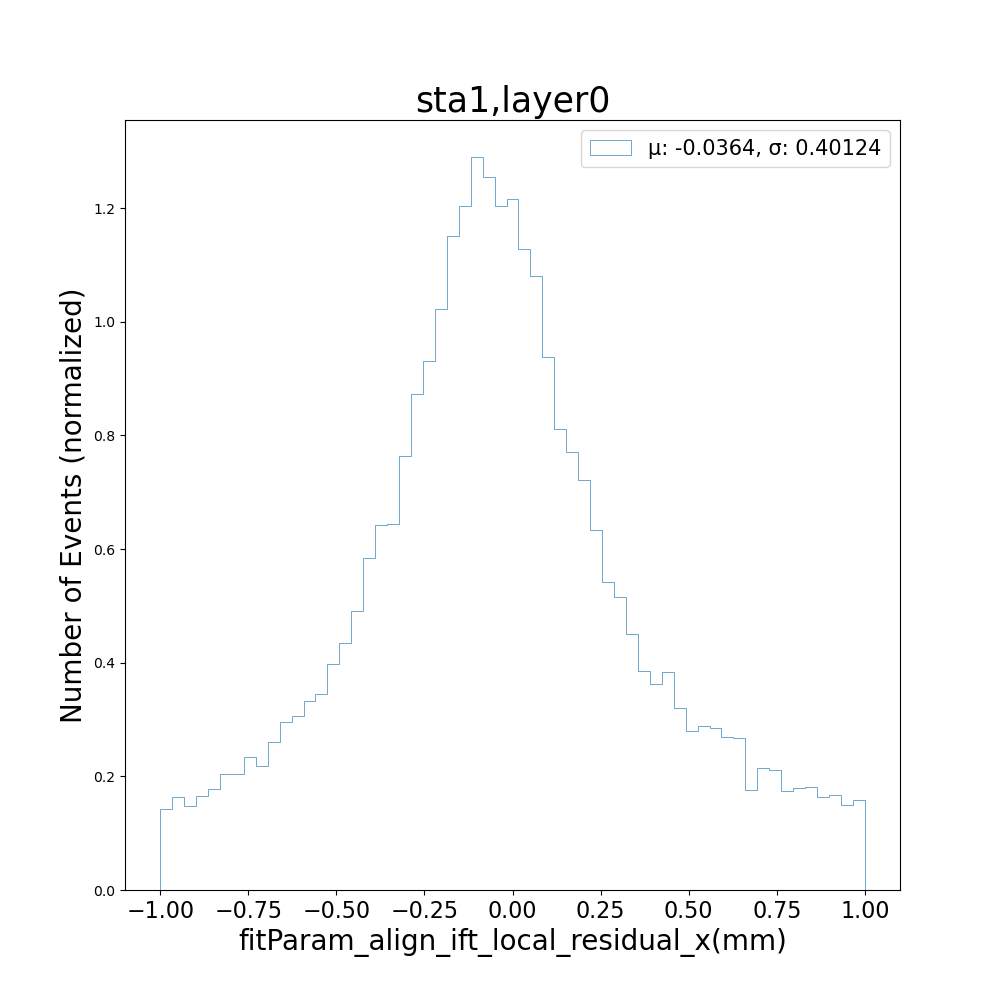 sta1,layer0
μ: -0.0364, σ: 0.40124
Number of Events (normalized)
1.2
1.0
0.8
0.6
0.4
0.2
0.0
−1.00 −0.75 −0.50 −0.25 0.00 0.25 0.50 0.75 1.00
fitParam_align_ift_local_residual_x(mm)